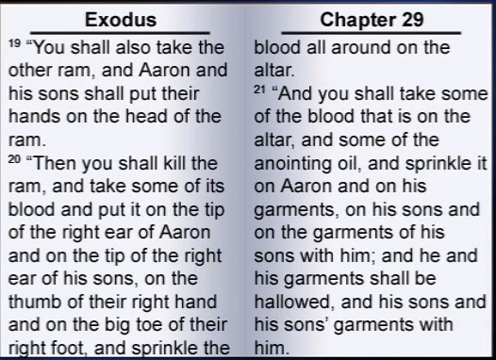 Exodus
19 “You shall also take the
other ram, and Aaron and
his sons shall put their
hands on the head of the
ram.
20 “Then you shall kill the
ram, and take some of its
blood and put it on the tip
of the right ear of Aaron
and on the tip of the right
ear of his sons, on the
thumb of their right hand
and on the big toe of their
right foot, and sprinkle the
Chapter 29
blood all around on the
altar.
21 “And you shall take some
of the blood that is on the
altar, and some of the
anointing oil, and sprinkle it
on Aaron and on his
garments, on his sons and
on the garments of his
sons with him; and he and
his garments shall be
hallowed, and his sons and
his sons’ garments with
him.